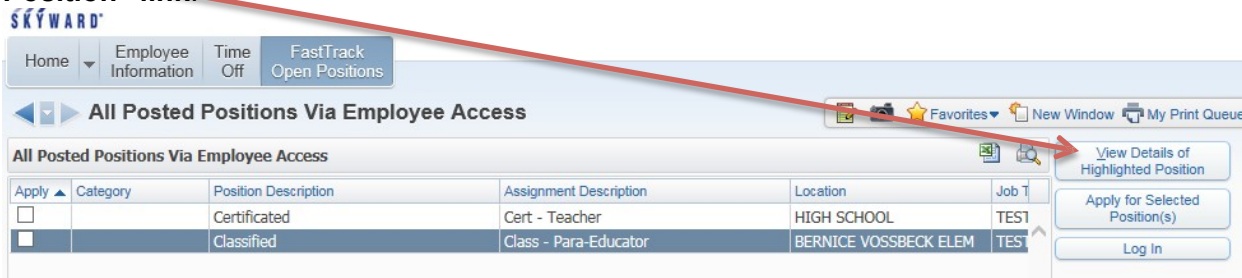 SKYWARD
Home Employee Information Time Off FastTrack Open Positions
All Posted Positions Via Employee Access
Favorites New Window My Print Queue
All Posted Positions Via Employee Access
View Details of Highlighted Position
Apply Category Position Description Assignment Description Location Job T
Certificated Cert - Teacher HIGH SCHOOL TEST
Classified Class - Para-Educator BERNICE VOSSBECK ELEM TEST
Apply for Selected Position(s)
Log In